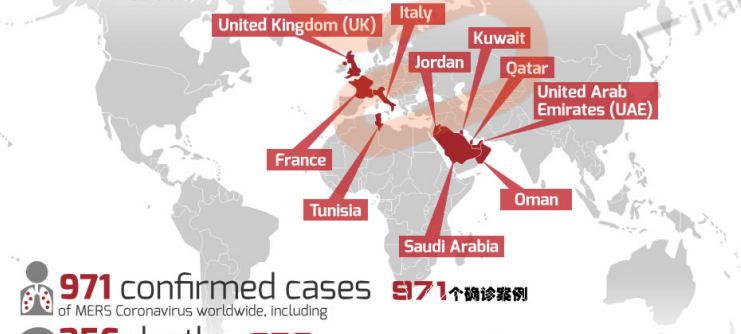 Italy
United Kingdom (UK)
Kuwait
Jordan
Qatar
United Arab
Emirates (UAE)
France
Tunisia
Oman
Saudi Arabia
971 confirmed cases 971个确诊案例
of MERS Coronavirus worldwide, including